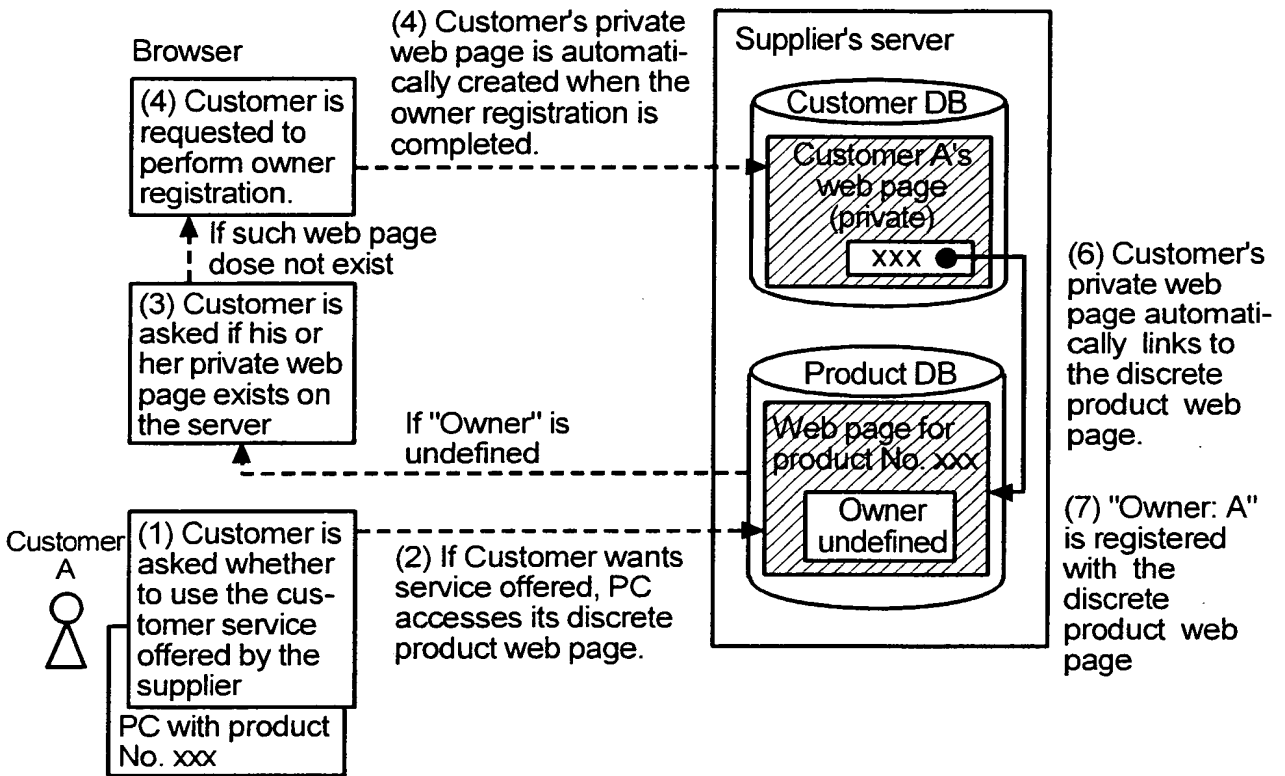 Browser
(4) Customer is
requested to
perform owner
registration.
(4) Customer's private
web page is automati-
cally created when the
owner registration is
completed.
If such web page
dose not exist
(3) Customer is
asked if his or
her private web
page exists on
the server
If "Owner" is
undefined
Customer
A
(1) Customer is
asked whether
to use the cus-
tomer service
offered by the
supplier
PC with product
No. xxx
(2) If Customer wants
service offered, PC
accesses its discrete
product web page.
Supplier's server
Customer DB
Customer A's
web page
(private)
xxx
Product DB
Web page for
product No. xxx
Owner
undefined
(6) Customer's
private web
page automati-
cally links to
the discrete
product web
page.
(7) "Owner: A"
is registered
with the
discrete
product web
page